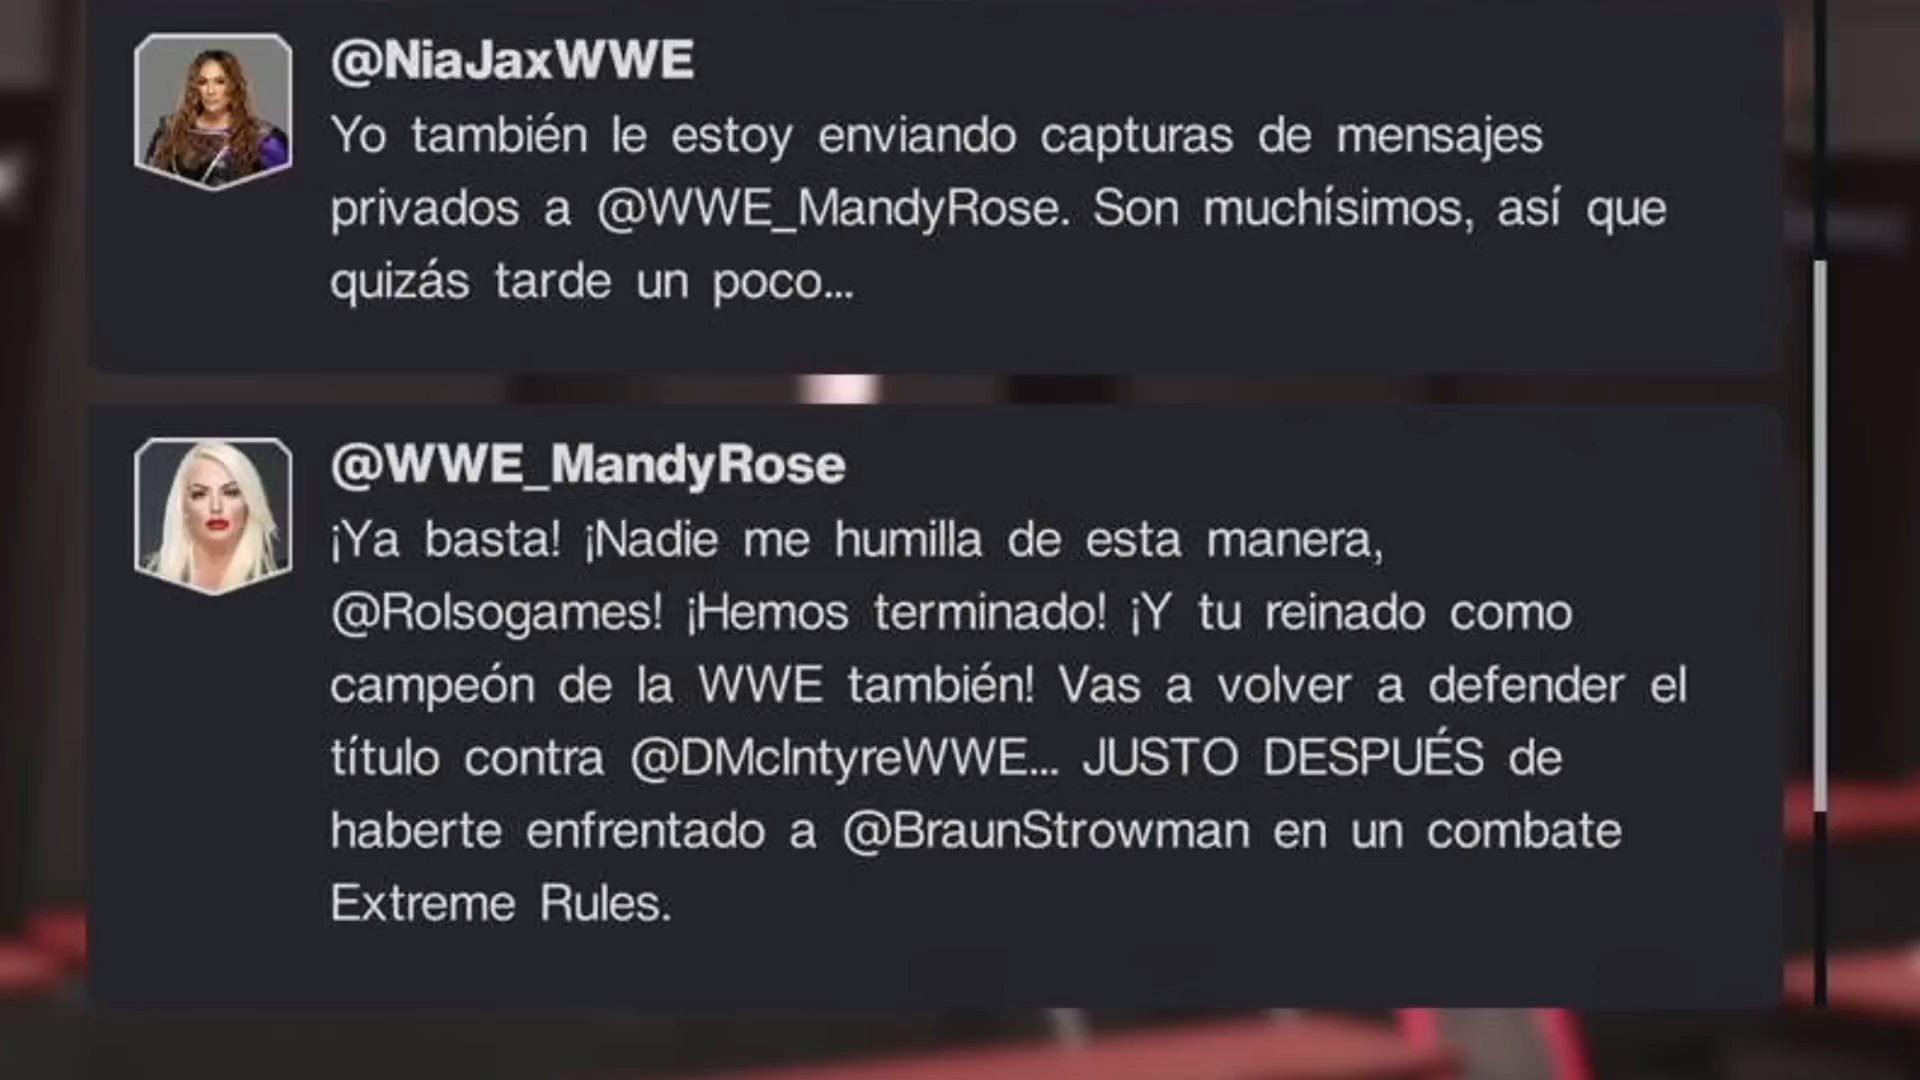 @NiaJaxWWE
Yo también le estoy enviando capturas de mensajes
privados a @WWE_MandyRose. Son muchísimos, así que
quizás tarde un poco...
@WWE_MandyRose
¡Ya basta! ¡Nadie me humilla de esta manera,
@Rolsogames! ¡Hemos terminado! ¡Y tu reinado como
campeón de la WWE también! Vas a volver a defender el
título contra @DMcIntyreWWE... JUSTO DESPUÉS de
haberte enfrentado a @BraunStrowman en un combate
Extreme Rules.